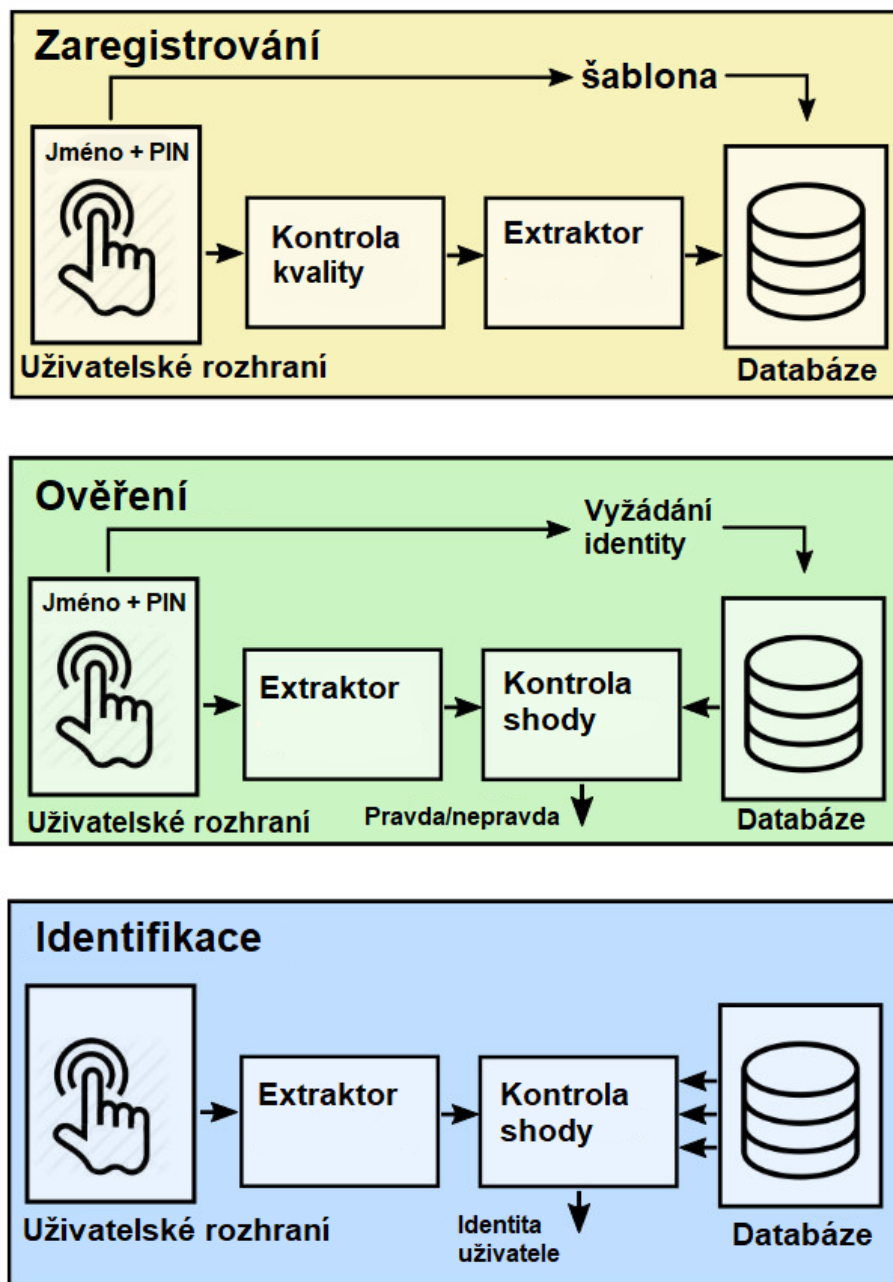 Zaregistrování
šablona
Jméno + PIN
Kontrola
kvality
Extraktor
Uživatelské rozhraní
Databáze
Ověření
Vyžádání
identity
Jméno + PIN
Extraktor
Kontrola
shody
Pravda/nepravda
Uživatelské rozhraní
Databáze
Identifikace
Extraktor
Kontrola
shody
Uživatelské rozhraní
Identita
uživatele
Databáze